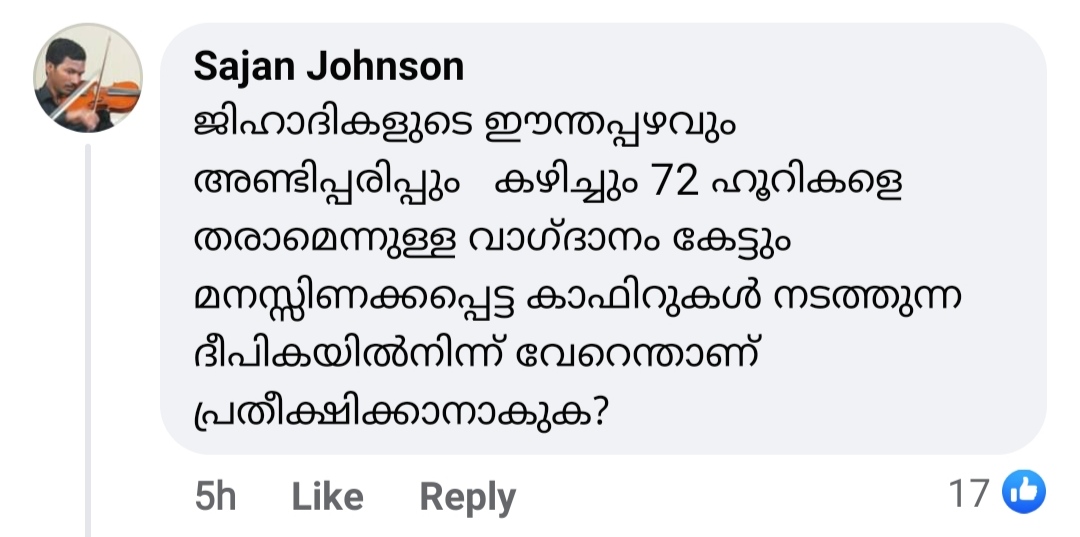 Sajan Johnson
ജിഹാദികളുടെ ഈന്തപ്പഴവും
അണ്ടിപ്പരിപ്പും കഴിച്ചും 72 ഹൂറികളെ
തരാമെന്നുള്ള വാഗ്ദാനം കേട്ടും
മനസ്സിണക്കപ്പെട്ട കാഫിറുകൾ നടത്തുന്ന
ദീപികയിൽനിന്ന് വേറെന്താണ്
പ്രതീക്ഷിക്കാനാകുക?
5h Like Reply 17